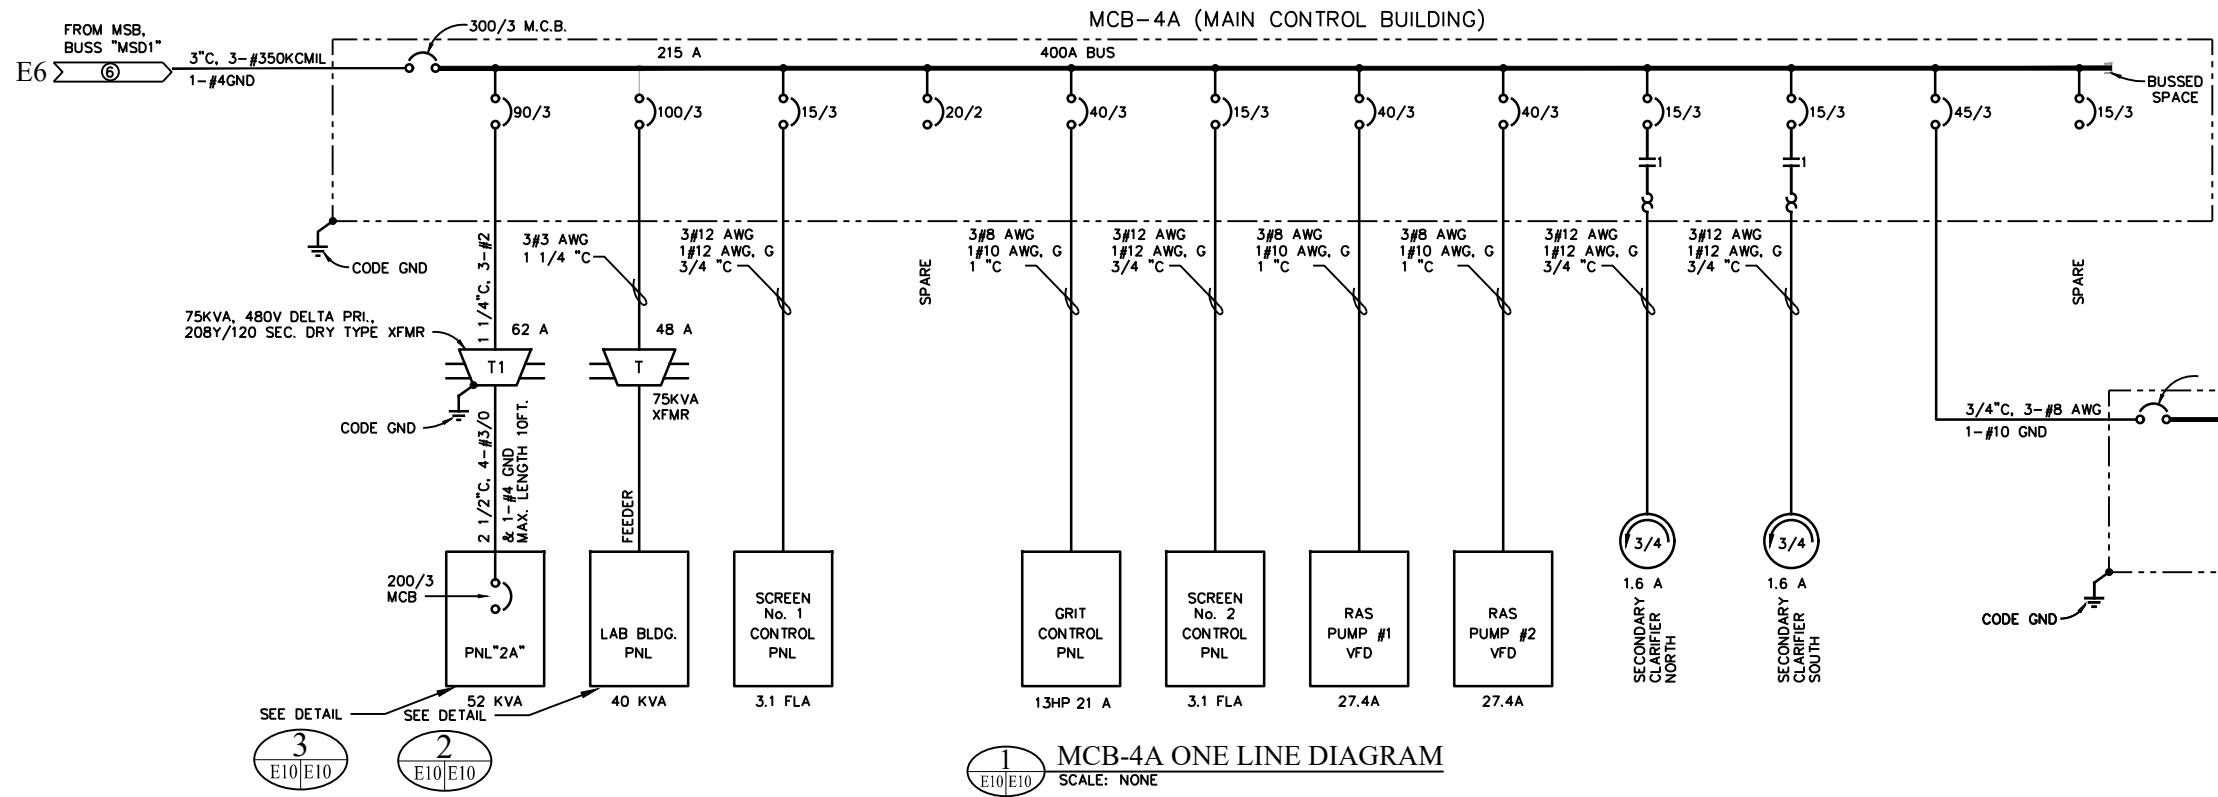 MCB-4A (MAIN CONTROL BUILDING)
FROM MSB,
BUSS "MSD1"
E6
6
3"C, 3-#350KCMIL
1-#4GND
300/3 M.C.B.
215 A
400A BUS
BUSSED
SPACE
90/3
100/3
15/3
20/2
40/3
15/3
40/3
40/3
15/3
15/3
45/3
15/3
1
1
CODE GND
1 1/4"C, 3-#2
3#3 AWG
1 1/4 "C
3#12 AWG
1#12 AWG, G
3/4 "C
SPARE
3#8 AWG
1#10 AWG, G
1 "C
3#12 AWG
1#12 AWG, G
3/4 "C
3#8 AWG
1#10 AWG, G
1 "C
3#8 AWG
1#10 AWG, G
1 "C
3#12 AWG
1#12 AWG, G
3/4 "C
3#12 AWG
1#12 AWG, G
3/4 "C
SPARE
75KVA, 480V DELTA PRI.,
208Y/120 SEC. DRY TYPE XFMR
62 A
T1
48 A
T
75KVA
XFMR
CODE GND
2 1/2"C, 4-#3/0
& 1-#4 GND
MAX. LENGTH 10FT.
FEEDER
3/4"C, 3-#8 AWG
1-#10 GND
200/3
MCB
PNL"2A"
52 KVA
LAB BLDG.
PNL
40 KVA
SCREEN
No. 1
CONTROL
PNL
3.1 FLA
GRIT
CONTROL
PNL
13HP 21 A
SCREEN
No. 2
CONTROL
PNL
3.1 FLA
RAS
PUMP #1
VFD
27.4A
RAS
PUMP #2
VFD
27.4A
3/4
1.6 A
SECONDARY
CLARIFIER
NORTH
3/4
1.6 A
SECONDARY
CLARIFIER
SOUTH
CODE GND
SEE DETAIL
3
E10 E10
SEE DETAIL
2
E10 E10
1
E10 E10
MCB-4A ONE LINE DIAGRAM
SCALE: NONE